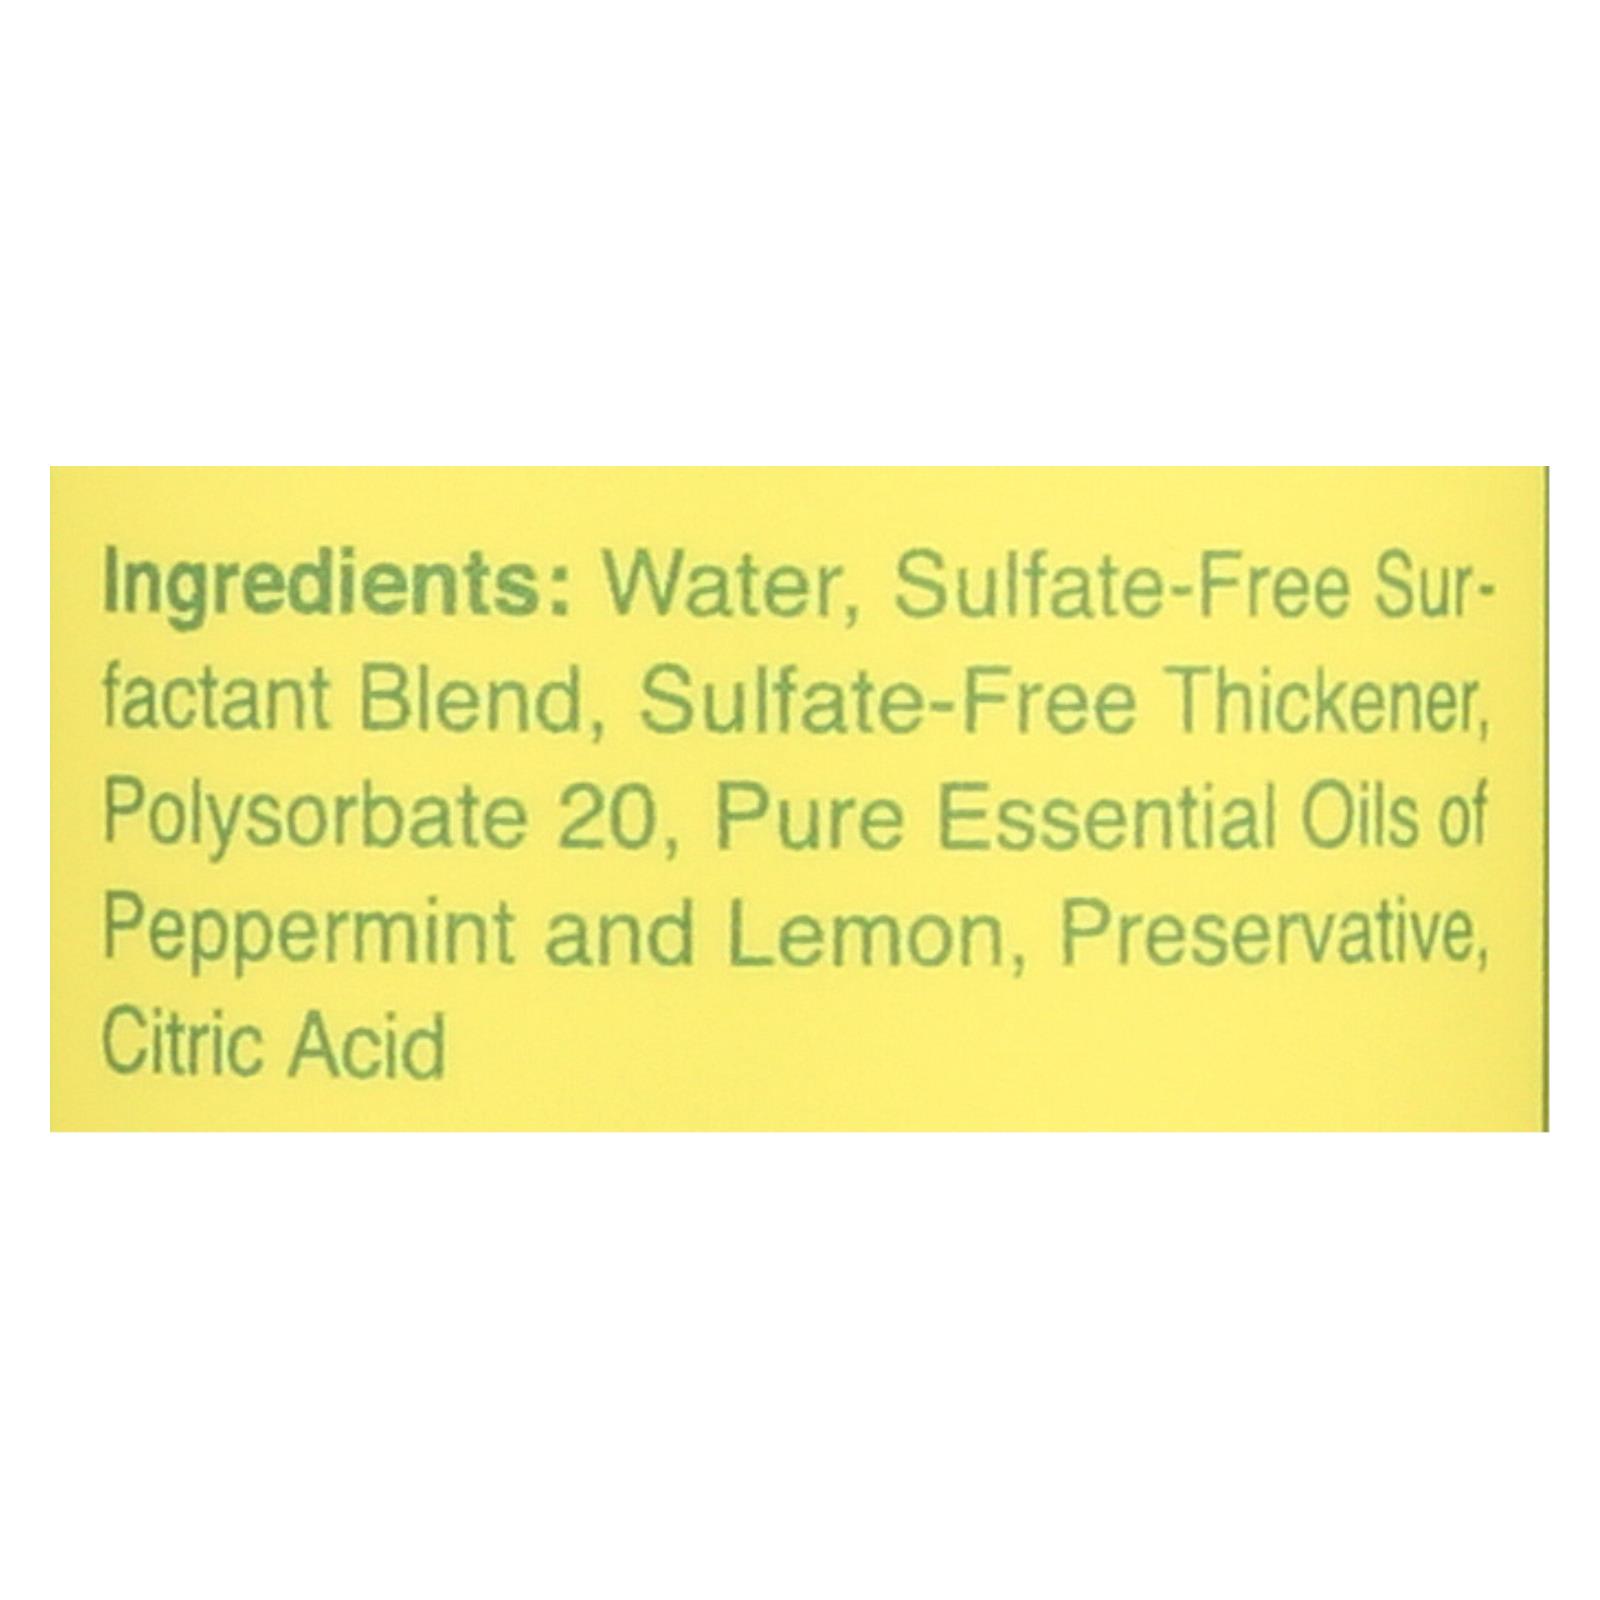 Ingredients: Water, Sulfate-Free Sur-
factant Blend, Sulfate-Free Thickener,
Polysorbate 20, Pure Essential Oils of
Peppermint and Lemon, Preservative,
Citric Acid